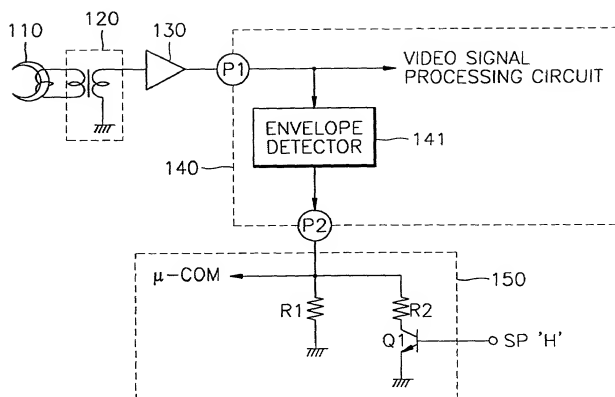 110
120
130
P1
VIDEO SIGNAL
PROCESSING CIRCUIT
ENVELOPE
DETECTOR
141
140
P2
μ-COM
150
R1
R2
Q1
SP 'H'